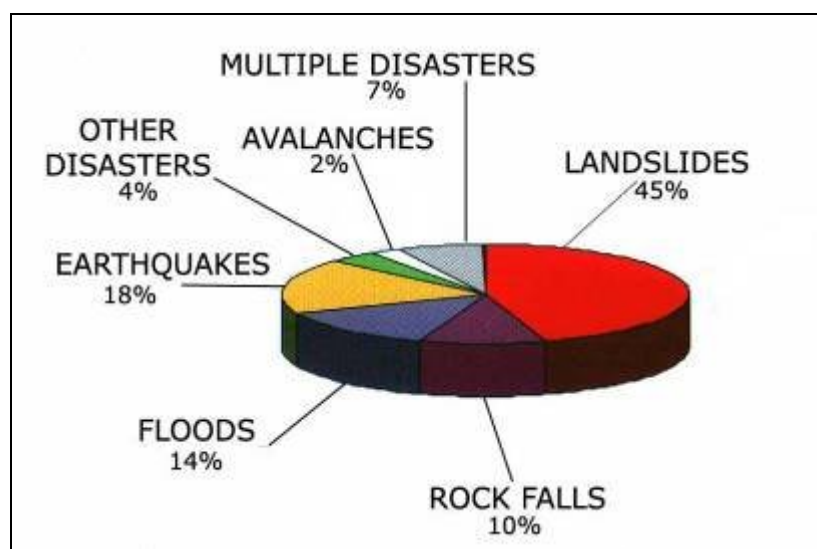 MULTIPLE DISASTERS
7%
OTHER
DISASTERS
4%
AVALANCHES
2%
LANDSLIDES
45%
EARTHQUAKES
18%
FLOODS
14%
ROCK FALLS
10%